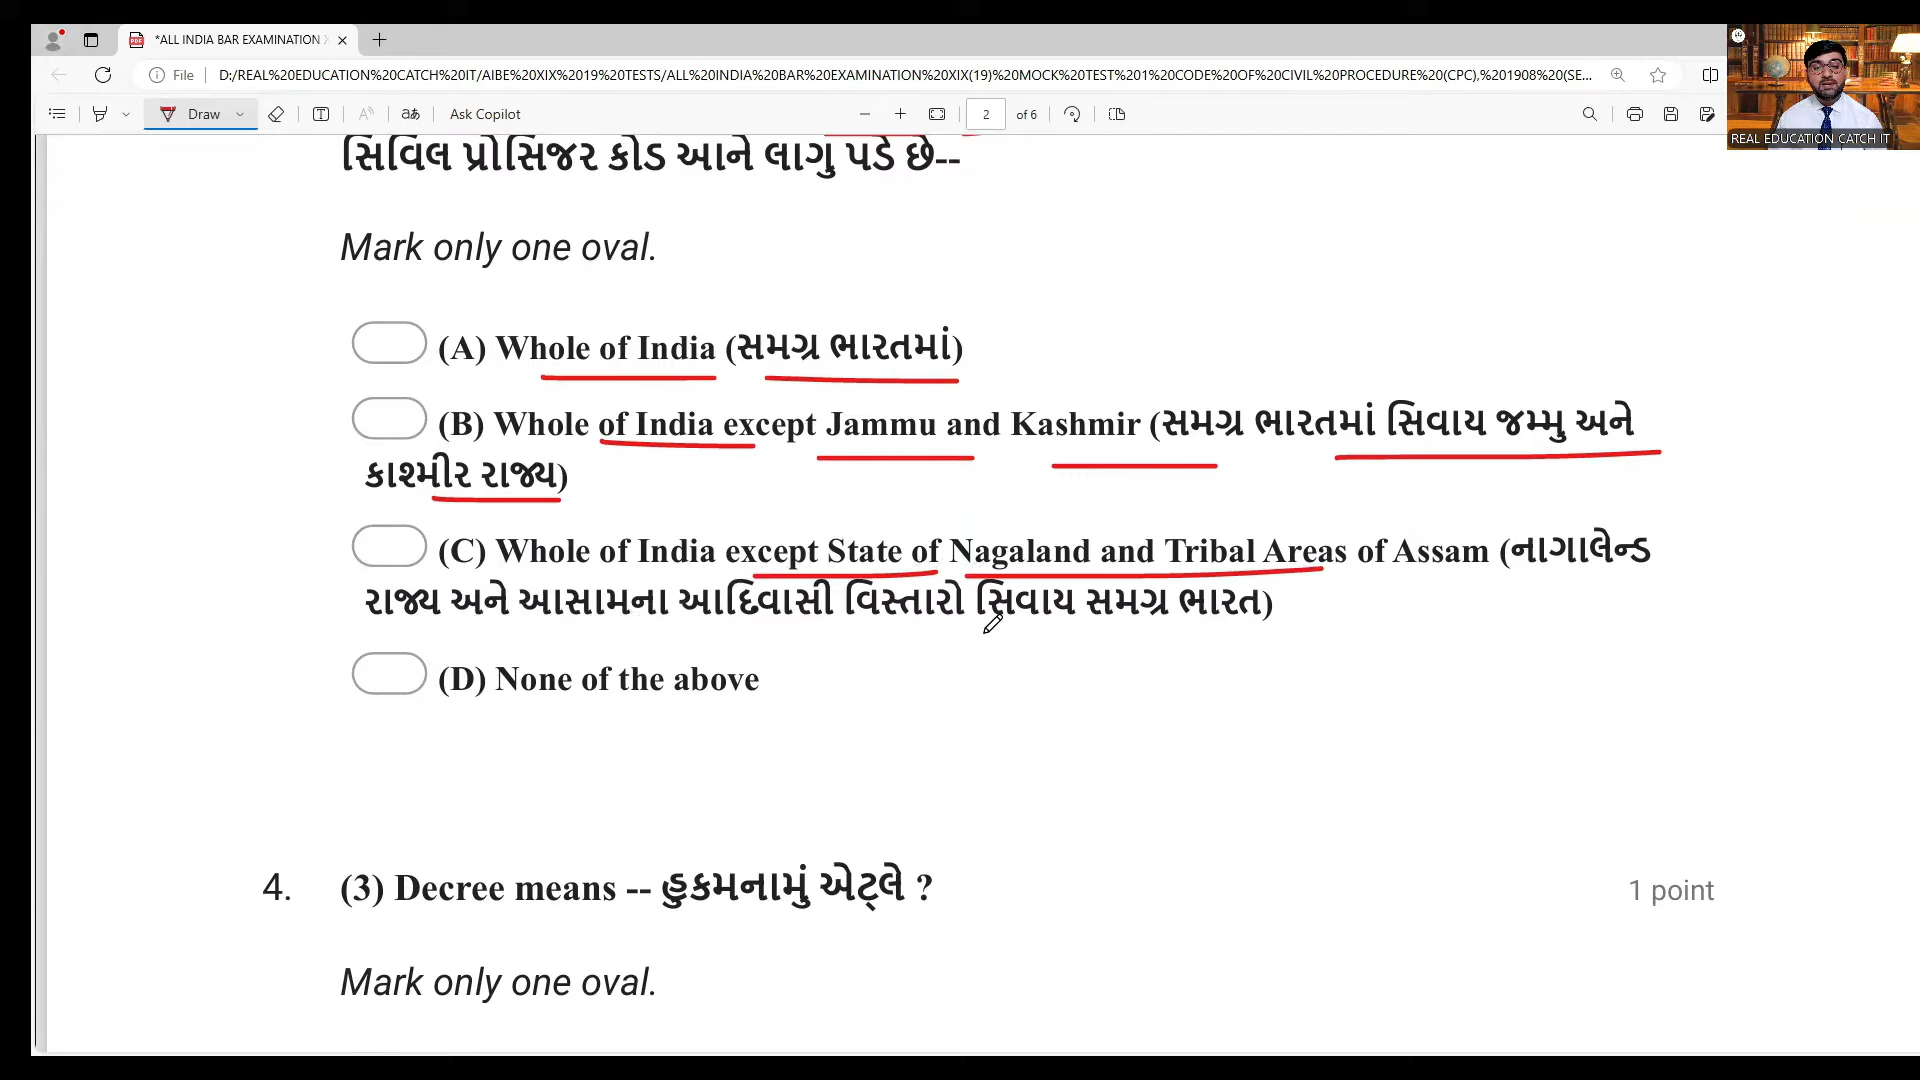 *ALL INDIA BAR EXAMINATION
File
D:/REAL%20EDUCATION%20CATCH%20IT/AIBE%20XIX%2019%20TESTS/ALL%20INDIA%20BAR%20EXAMINATION%20XIX(19)%20MOCK%20TEST%201%20CODE%20OF%20CIVIL%20PROCEDURE%20(CPC),%201908%20(SE...
Draw
Ask Copilot
2 of 6
REAL EDUCATION CATCH IT
સિવિલ પ્રોસિજર કોડ આને લાગુ પડે છે--
Mark only one oval.
(A) Whole of India (સમગ્ર ભારતમાં)
(B) Whole of India except Jammu and Kashmir (સમગ્ર ભારતમાં સિવાય જમ્મુ અને
કાશ્મીર રાજ્ય)
(C) Whole of India except State of Nagaland and Tribal Areas of Assam (નાગાલેન્ડ
રાજ્ય અને આસામના આદિવાસી વિસ્તારો સિવાય સમગ્ર ભારત)
(D) None of the above
4. (3) Decree means -- હુકમનામું એટ્લે ? 1 point
Mark only one oval.